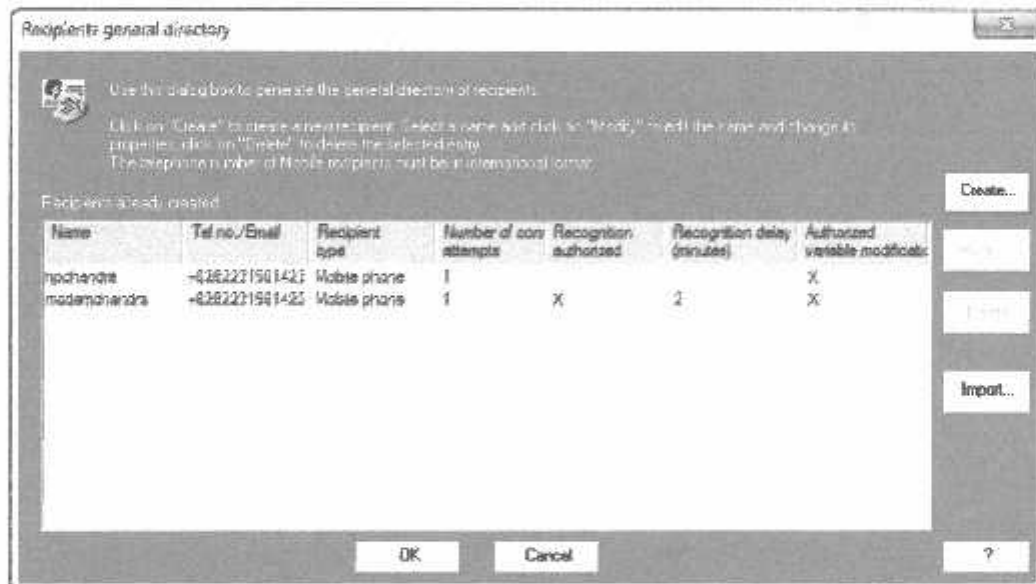 Recipients general directory
Use this dialog box to generate the general directory of recipients.
Click on "Create" to create a new recipient. Select a name and click on "Modify" to edit the name and change its
properties, click on "Delete" to delete the selected entry.
The telephone number of Mobile recipients must be in international format.
Recipients already created
Create...
Name Tel no./Email Recipient type Number of conn attempts Recognition authorized Recognition delay (minutes) Authorized variable modificatio
hpchandra Mobile phone 1 X
modemchandra Mobile phone 1 X 2 X
Import...
OK Cancel ?